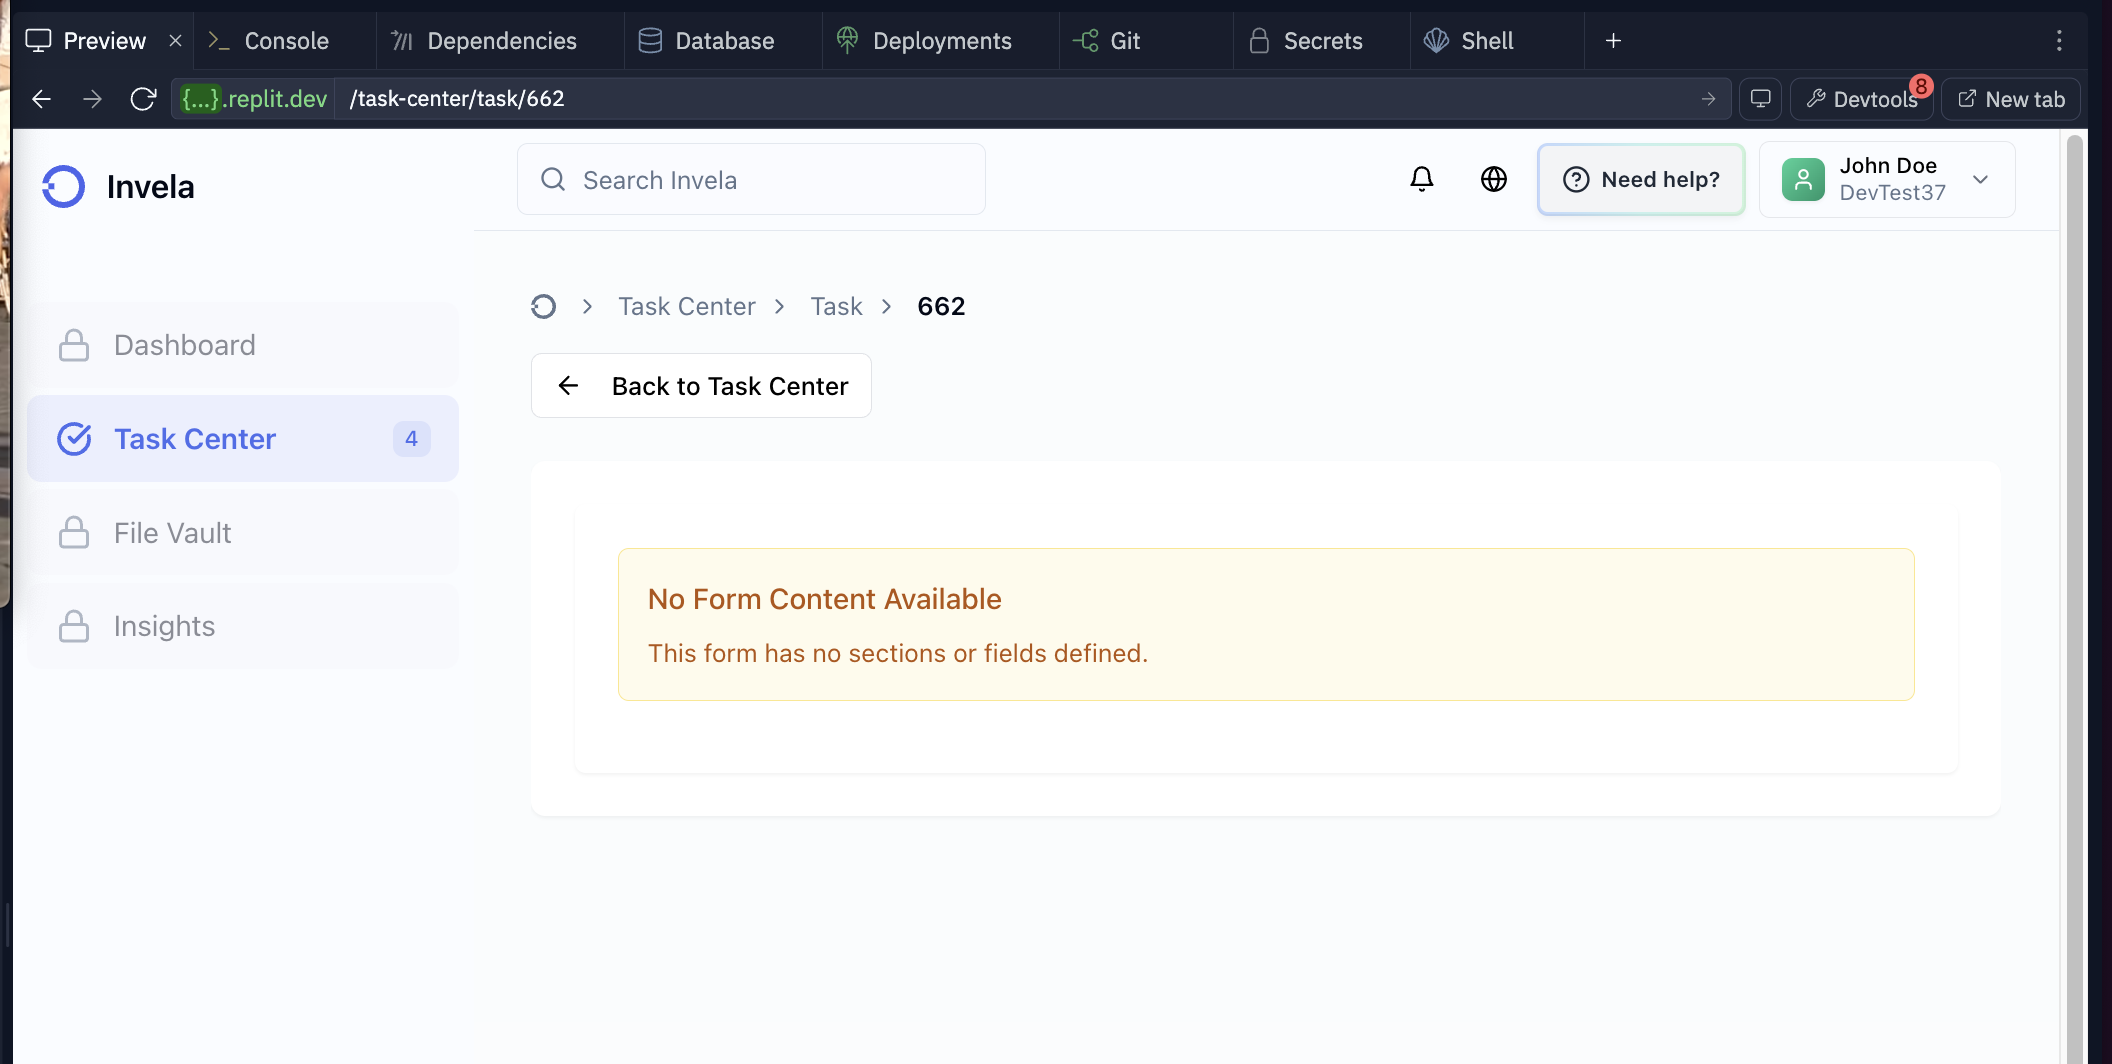 Preview
Console
Dependencies
Database
Deployments
Git
Secrets
Shell
{...}.replit.dev /task-center/task/662
Devtools 8
New tab
Invela
Search Invela
Need help?
John Doe
DevTest37
Dashboard
Task Center 4
File Vault
Insights
Task Center > Task > 662
Back to Task Center
No Form Content Available
This form has no sections or fields defined.